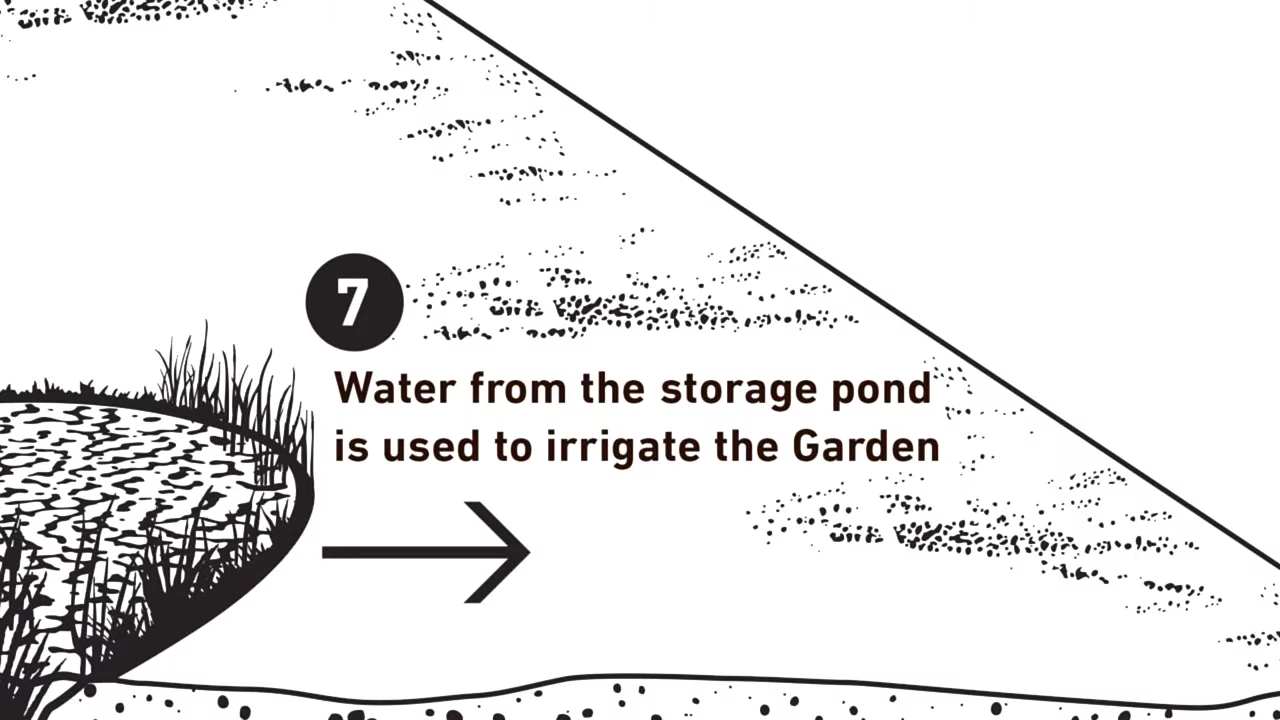 7
Water from the storage pond
is used to irrigate the Garden